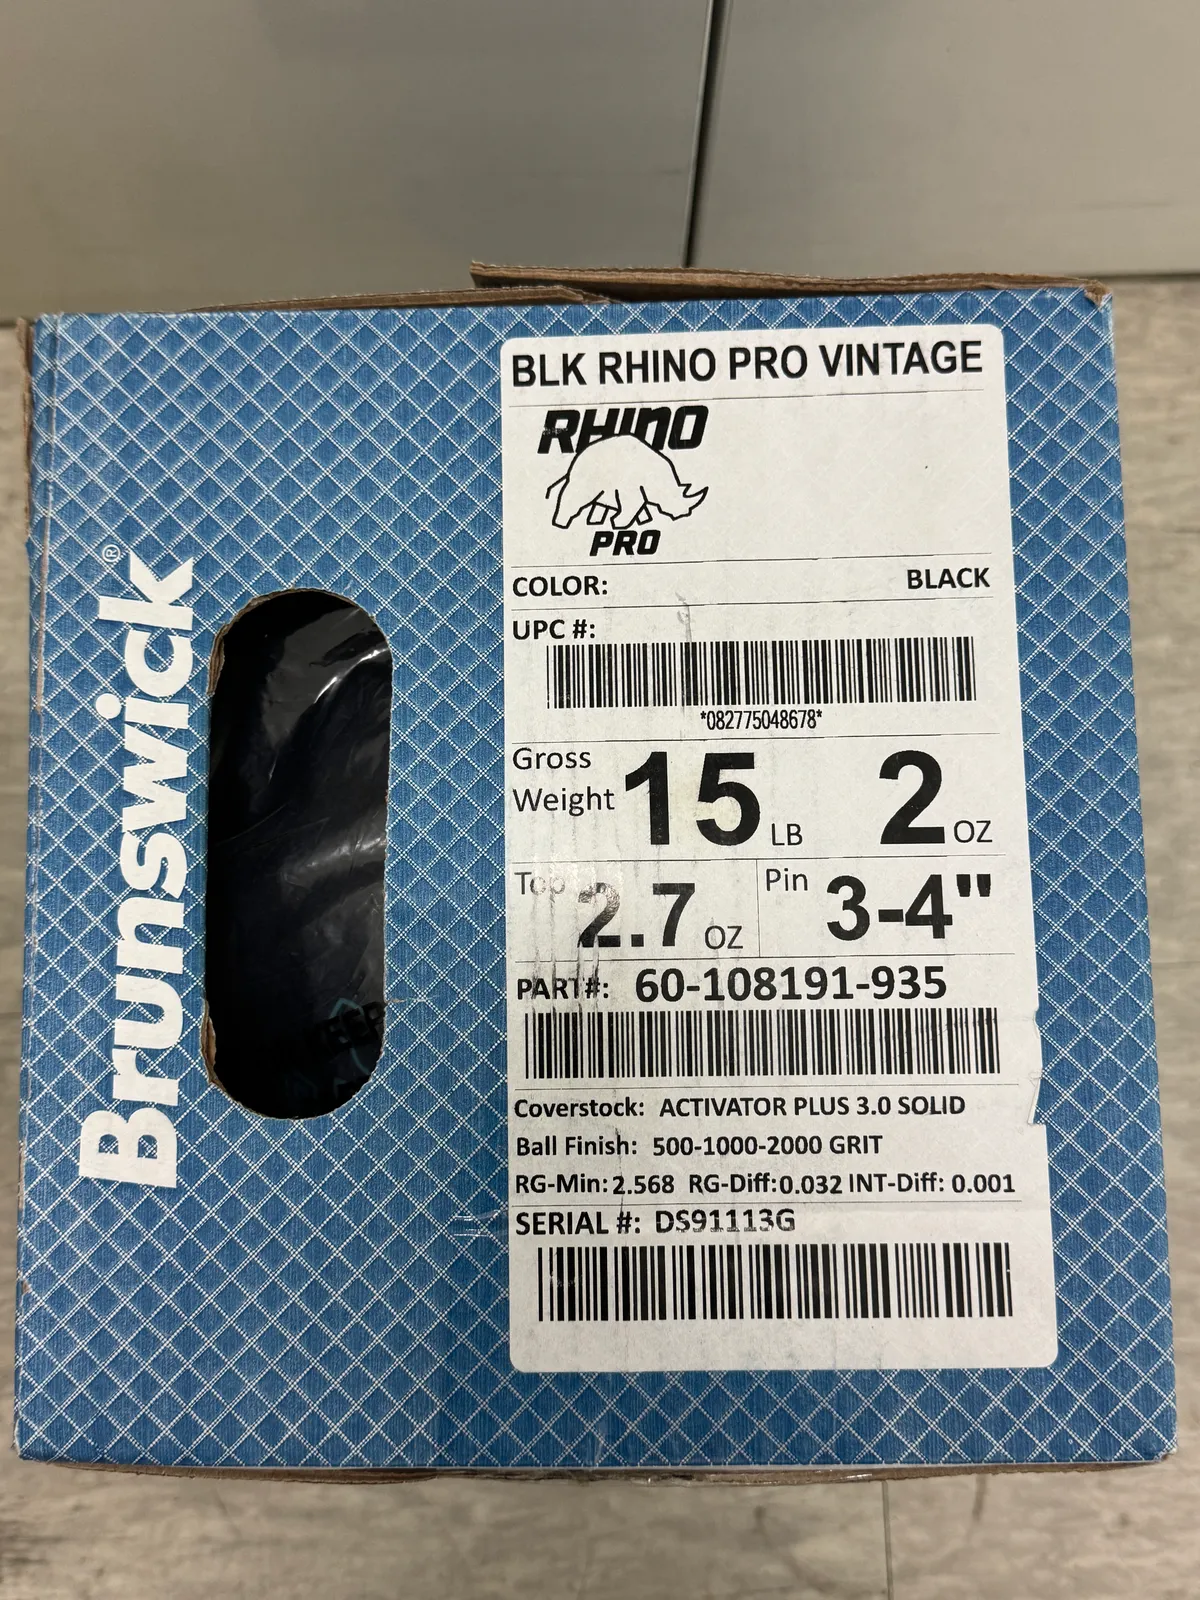 Brunswick®
BLK RHINO PRO VINTAGE
RHINO
PRO
COLOR: BLACK
UPC #:
*082775048678*
Gross Weight 15 LB 2 OZ
Top 2.7 OZ Pin 3-4"
PART#: 60-108191-935
Coverstock: ACTIVATOR PLUS 3.0 SOLID
Ball Finish: 500-1000-2000 GRIT
RG-Min: 2.568 RG-Diff: 0.032 INT-Diff: 0.001
SERIAL #: DS91113G